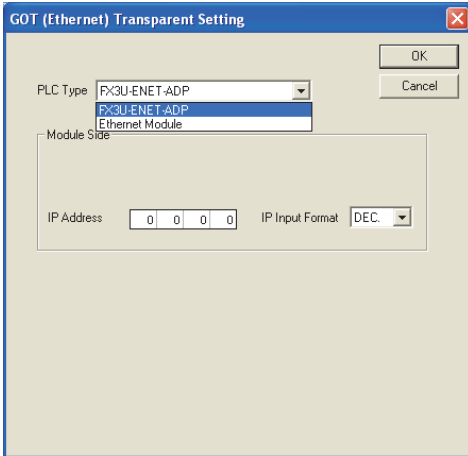 GOT (Ethernet) Transparent Setting
OK
PLC Type FX3U-ENET-ADP
Cancel
FX3U-ENET-ADP
Ethernet Module
Module Side
IP Address 0 0 0 0 IP Input Format DEC.